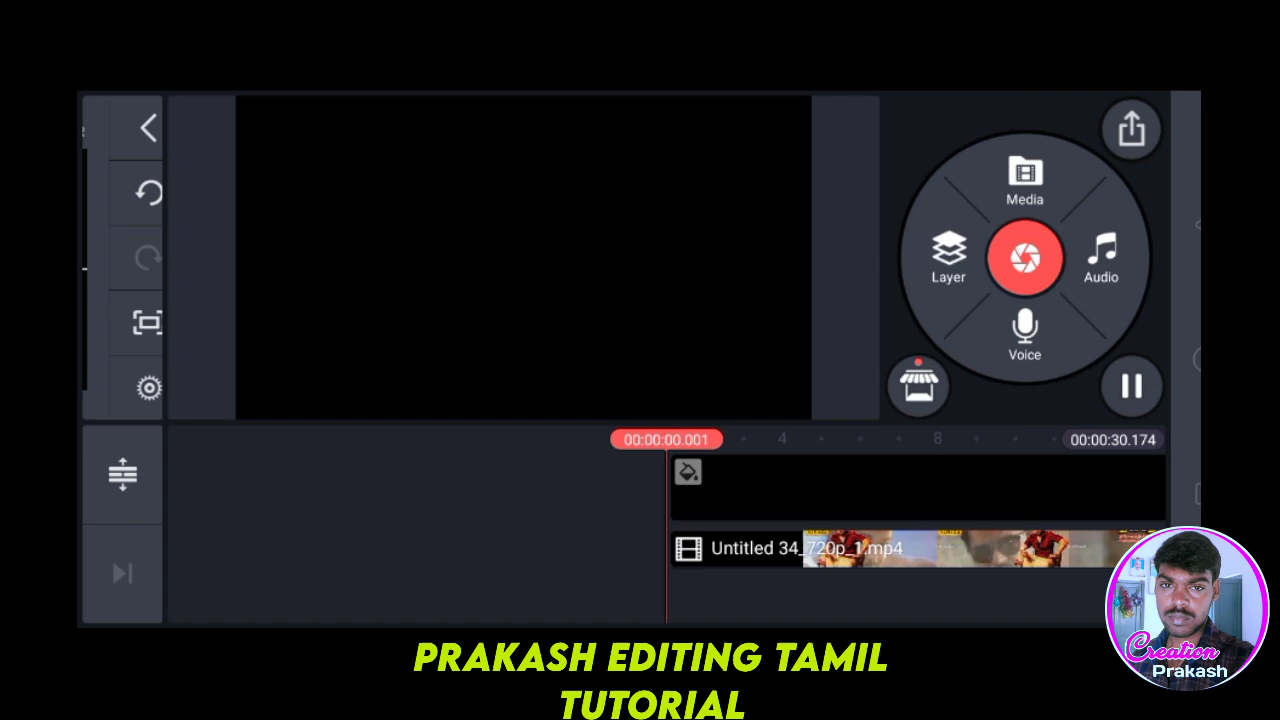 Media
Layer
Audio
Voice
00:00:00.001
4
8
00:00:30.174
Untitled 34_720p_1.mp4
Creation
Prakash
PRAKASH EDITING TAMIL
TUTORIAL